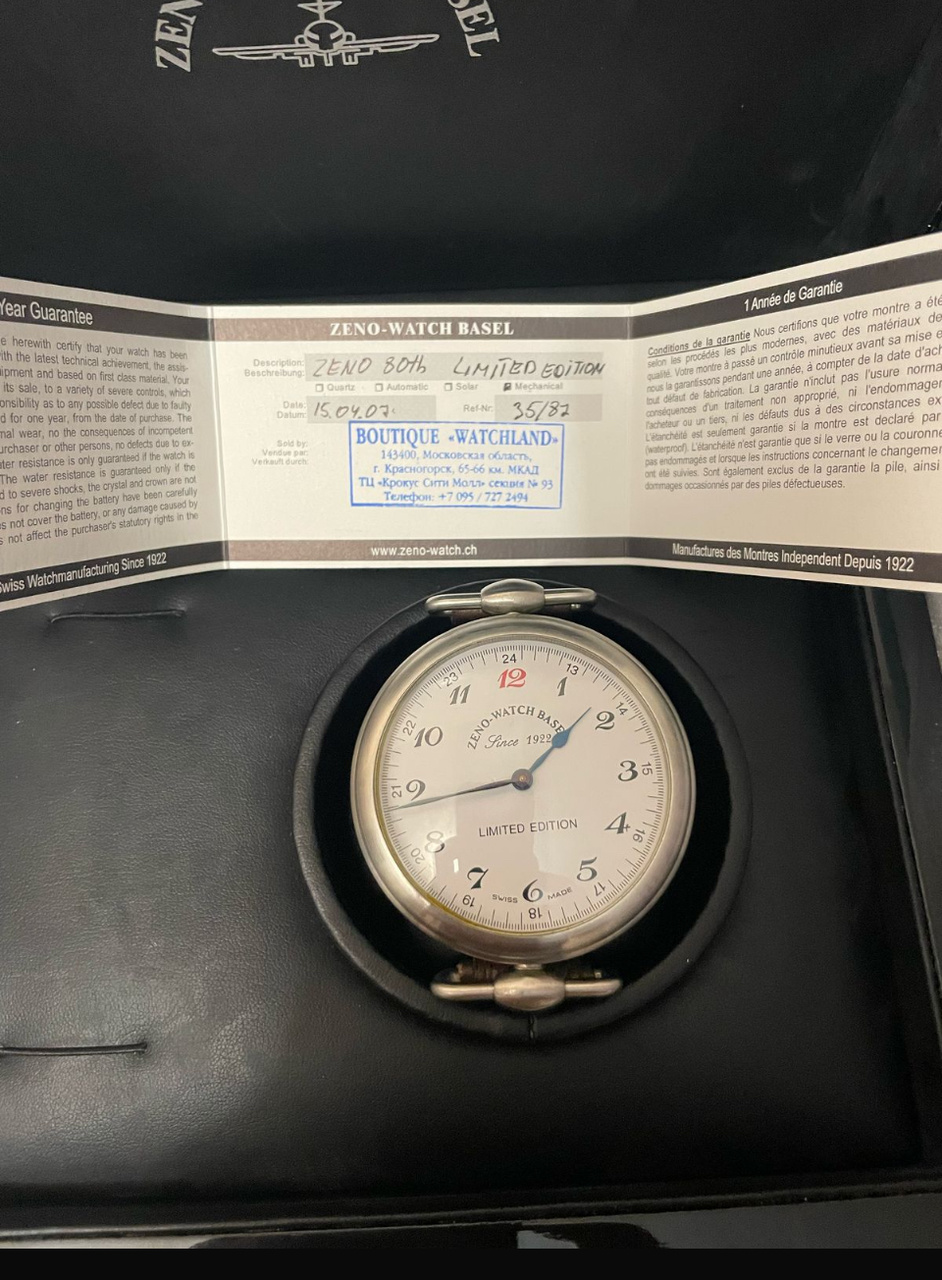 ZEN
SEL
Year Guarantee
e herewith certify that your watch has been
ith the latest technical achievement, the assis-
ipment and based on first class material. Your
its sale, to a variety of severe controls, which
onsibility as to any possible defect due to faulty
d for one year, from the date of purchase. The
mal wear, no the consequences of incompetent
urchaser or other persons, no defects due to ex-
ater resistance is only guaranteed if the watch is
The water resistance is guaranteed only if the
d to severe shocks, the crystal and crown are not
ons for changing the battery have been carefully
es not cover the battery, or any damage caused by
s not affect the purchaser's statutory rights in the
Swiss Watchmanufacturing Since 1922
ZENO-WATCH BASEL
Description:
Beschreibung:
ZENO 80th LIMITED EDITION
Quartz Automatic Solar Mechanical
Date:
Datum:
15.04.07.
Ref-Nr: 35/87
Sold by:
Vendue par:
Verkauft durch:
BOUTIQUE «WATCHLAND»
143400, Московская область,
г. Красногорск, 65-66 км. МКАД
ТЦ «Крокус Сити Молл» секция № 93
Телефон: +7 095 / 727 2494
www.zeno-watch.ch
1 Année de Garantie
Conditions de la garantie Nous certifions que votre montre a été
selon les procédés les plus modernes, avec des matériaux de
qualité. Votre montre à passé un contrôle minutieux avant sa mise e
nous la garantissons pendant une année, à compter de la date d'ach
tout défaut de fabrication. La garantie n'inclut pas l'usure norma
conséquences d'un traitement non approprié, ni l'endommager
l'acheteur ou un tiers, ni les défauts dus à des circonstances ex
L'étanchéité est seulement garantie si la montre est déclaré par
(waterproof). L'étanchéité n'est garantie que si le verre ou la couronne
pas endommagés et lorsque les instructions concernant le changemen
ont été suivies. Sont également exclus de la garantie la pile, ainsi
dommages occasionnés par des piles défectueuses.
Manufactures des Montres Independent Depuis 1922
24
23 13
12
11 1
22 14
10 2
ZENO-WATCH BASEL
Since 1922
21 9 3 15
LIMITED EDITION
20 8 4 16
7 5
19 6 17
SWISS MADE
18